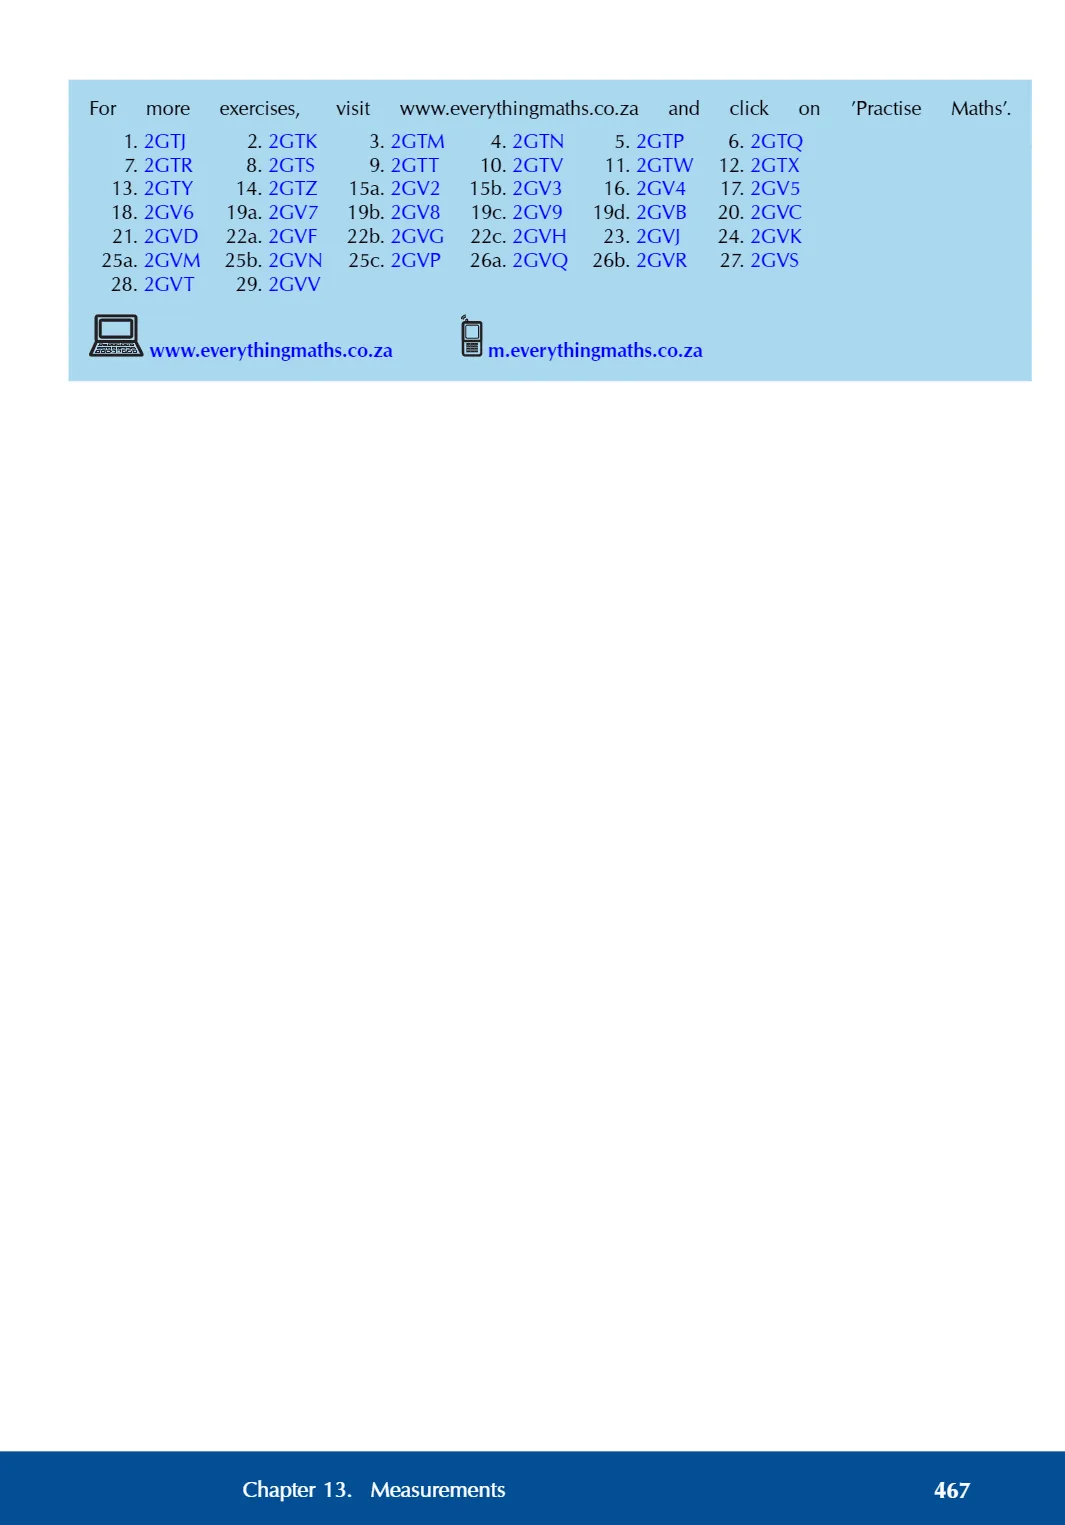 For more exercises, visit www.everythingmaths.co.za and click on ’Practise Maths’.
1. 2GTJ 2. 2GTK 3. 2GTM 4. 2GTN 5. 2GTP 6. 2GTQ
7. 2GTR 8. 2GTS 9. 2GTT 10. 2GTV 11. 2GTW 12. 2GTX
13. 2GTY 14. 2GTZ 15a. 2GV2 15b. 2GV3 16. 2GV4 17. 2GV5
18. 2GV6 19a. 2GV7 19b. 2GV8 19c. 2GV9 19d. 2GVB 20. 2GVC
21. 2GVD 22a. 2GVF 22b. 2GVG 22c. 2GVH 23. 2GVJ 24. 2GVK
25a. 2GVM 25b. 2GVN 25c. 2GVP 26a. 2GVQ 26b. 2GVR 27. 2GVS
28. 2GVT 29. 2GVV
www.everythingmaths.co.za m.everythingmaths.co.za
Chapter 13. Measurements 467